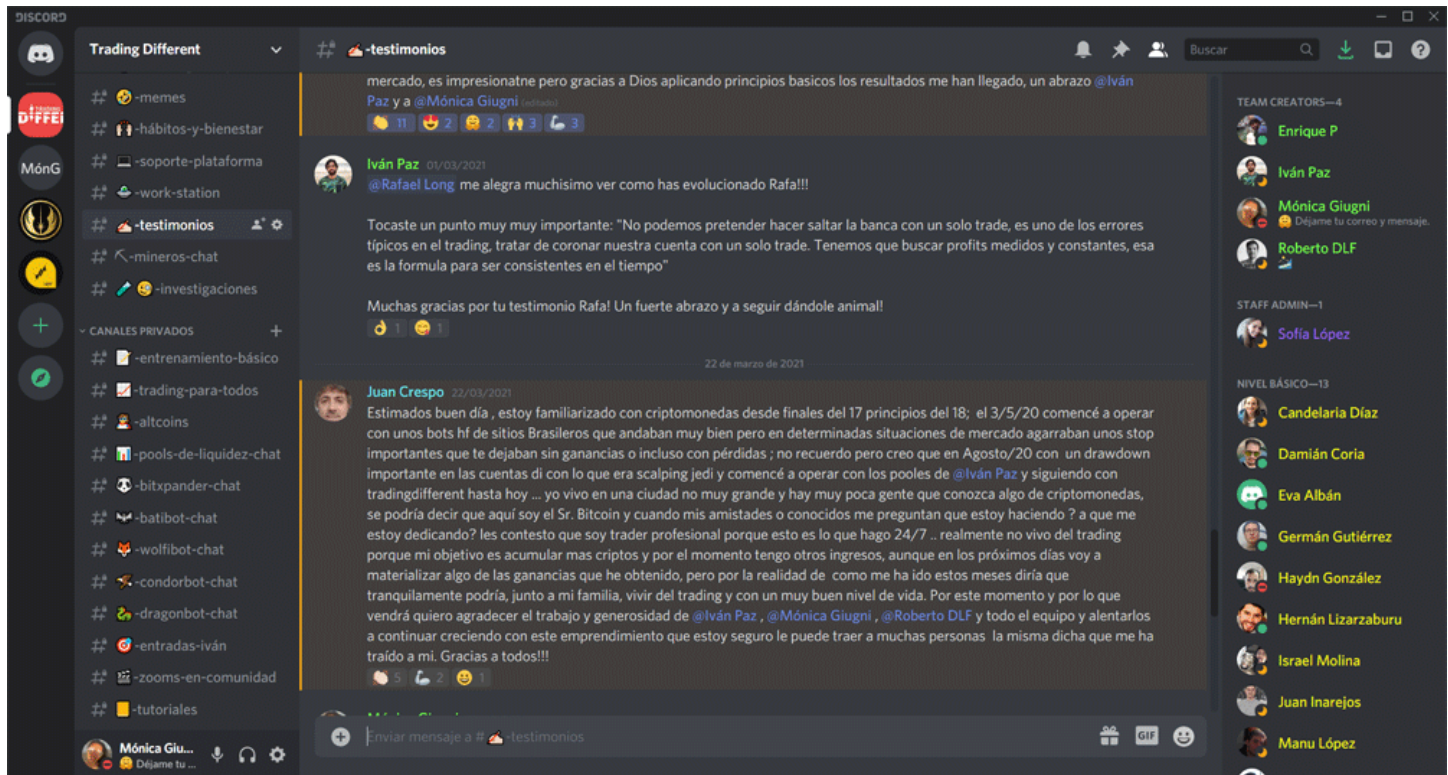 DISCORD
Trading Different
-testimonios
Buscar
DIFFEI
MónG
-memes
-hábitos-y-bienestar
-soporte-plataforma
-work-station
-testimonios
-mineros-chat
-investigaciones
CANALES PRIVADOS
-entrenamiento-básico
-trading-para-todos
-altcoins
-pools-de-liquidez-chat
-bitxpander-chat
-batibot-chat
-wolfibot-chat
-condorbot-chat
-dragonbot-chat
-entradas-iván
-zooms-en-comunidad
-tutoriales
Mónica Giu...
Déjame tu ...
mercado, es impresionatne pero gracias a Dios aplicando principios basicos los resultados me han llegado, un abrazo @Iván
Paz y a @Mónica Giugni (editado)
11 2 2 3 3
Iván Paz 01/03/2021
@Rafael Long me alegra muchisimo ver como has evolucionado Rafa!!!
Tocaste un punto muy muy importante: "No podemos pretender hacer saltar la banca con un solo trade, es uno de los errores
típicos en el trading, tratar de coronar nuestra cuenta con un solo trade. Tenemos que buscar profits medidos y constantes, esa
es la formula para ser consistentes en el tiempo"
Muchas gracias por tu testimonio Rafa! Un fuerte abrazo y a seguir dándole animal!
1 1
22 de marzo de 2021
Juan Crespo 22/03/2021
Estimados buen día , estoy familiarizado con criptomonedas desde finales del 17 principios del 18; el 3/5/20 comencé a operar
con unos bots hf de sitios Brasileros que andaban muy bien pero en determinadas situaciones de mercado agarraban unos stop
importantes que te dejaban sin ganancias o incluso con pérdidas ; no recuerdo pero creo que en Agosto/20 con un drawdown
importante en las cuentas di con lo que era scalping jedi y comencé a operar con los pooles de @Iván Paz y siguiendo con
tradingdifferent hasta hoy ... yo vivo en una ciudad no muy grande y hay muy poca gente que conozca algo de criptomonedas,
se podría decir que aquí soy el Sr. Bitcoin y cuando mis amistades o conocidos me preguntan que estoy haciendo ? a que me
estoy dedicando? les contesto que soy trader profesional porque esto es lo que hago 24/7 .. realmente no vivo del trading
porque mi objetivo es acumular mas criptos y por el momento tengo otros ingresos, aunque en los próximos días voy a
materializar algo de las ganancias que he obtenido, pero por la realidad de como me ha ido estos meses diría que
tranquilamente podría, junto a mi familia, vivir del trading y con un muy buen nivel de vida. Por este momento y por lo que
vendrá quiero agradecer el trabajo y generosidad de @Iván Paz , @Mónica Giugni , @Roberto DLF y todo el equipo y alentarlos
a continuar creciendo con este emprendimiento que estoy seguro le puede traer a muchas personas la misma dicha que me ha
traído a mi. Gracias a todos!!!
5 2 1
Enviar mensaje a # -testimonios
GIF
TEAM CREATORS—4
Enrique P
Iván Paz
Mónica Giugni
Déjame tu correo y mensaje.
Roberto DLF
STAFF ADMIN—1
Sofía López
NIVEL BÁSICO—13
Candelaria Díaz
Damián Coria
Eva Albán
Germán Gutiérrez
Haydn González
Hernán Lizarzaburu
Israel Molina
Juan Inarejos
Manu López